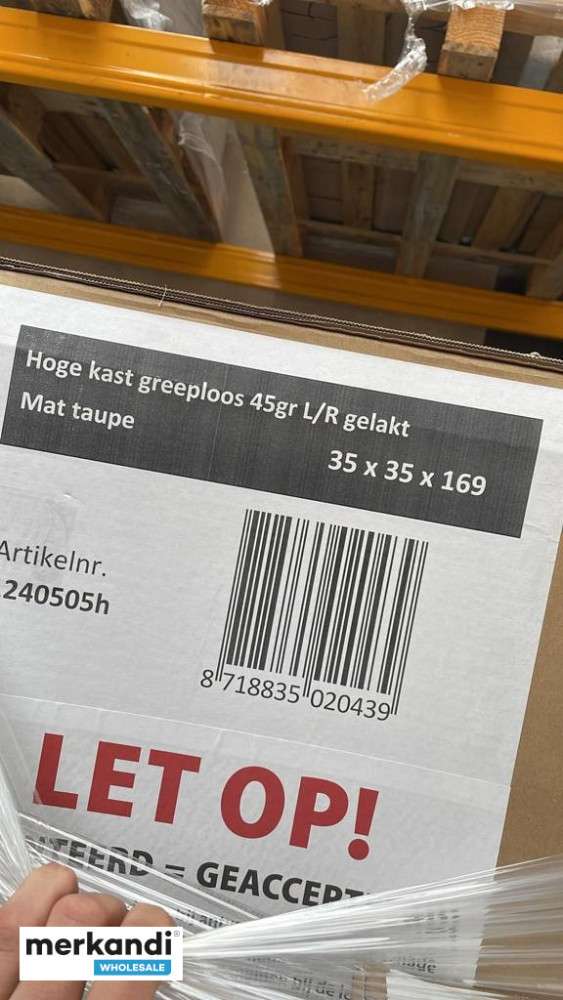 Hoge kast greeploos 45gr L/R gelakt
Mat taupe
35 x 35 x 169
Artikelnr.
240505h
8 718835 020439
LET OP!
= GEACCEPT
merkandi®
WHOLESALE